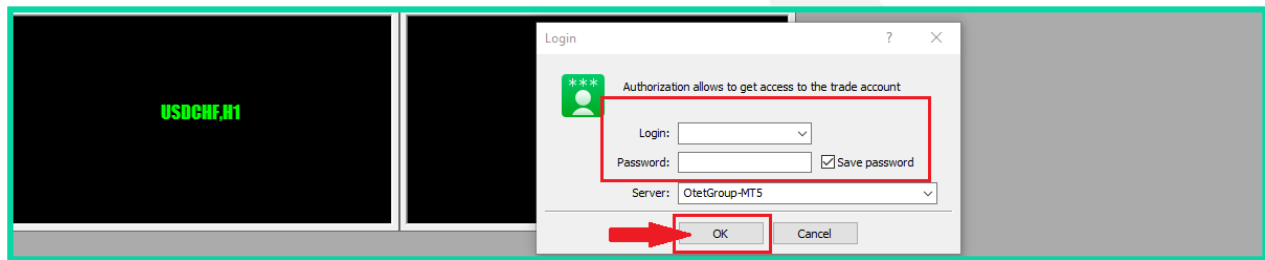 USDCHF,H1
Login ?
***
Authorization allows to get access to the trade account
Login:
Password: Save password
Server: OtetGroup-MT5
OK Cancel